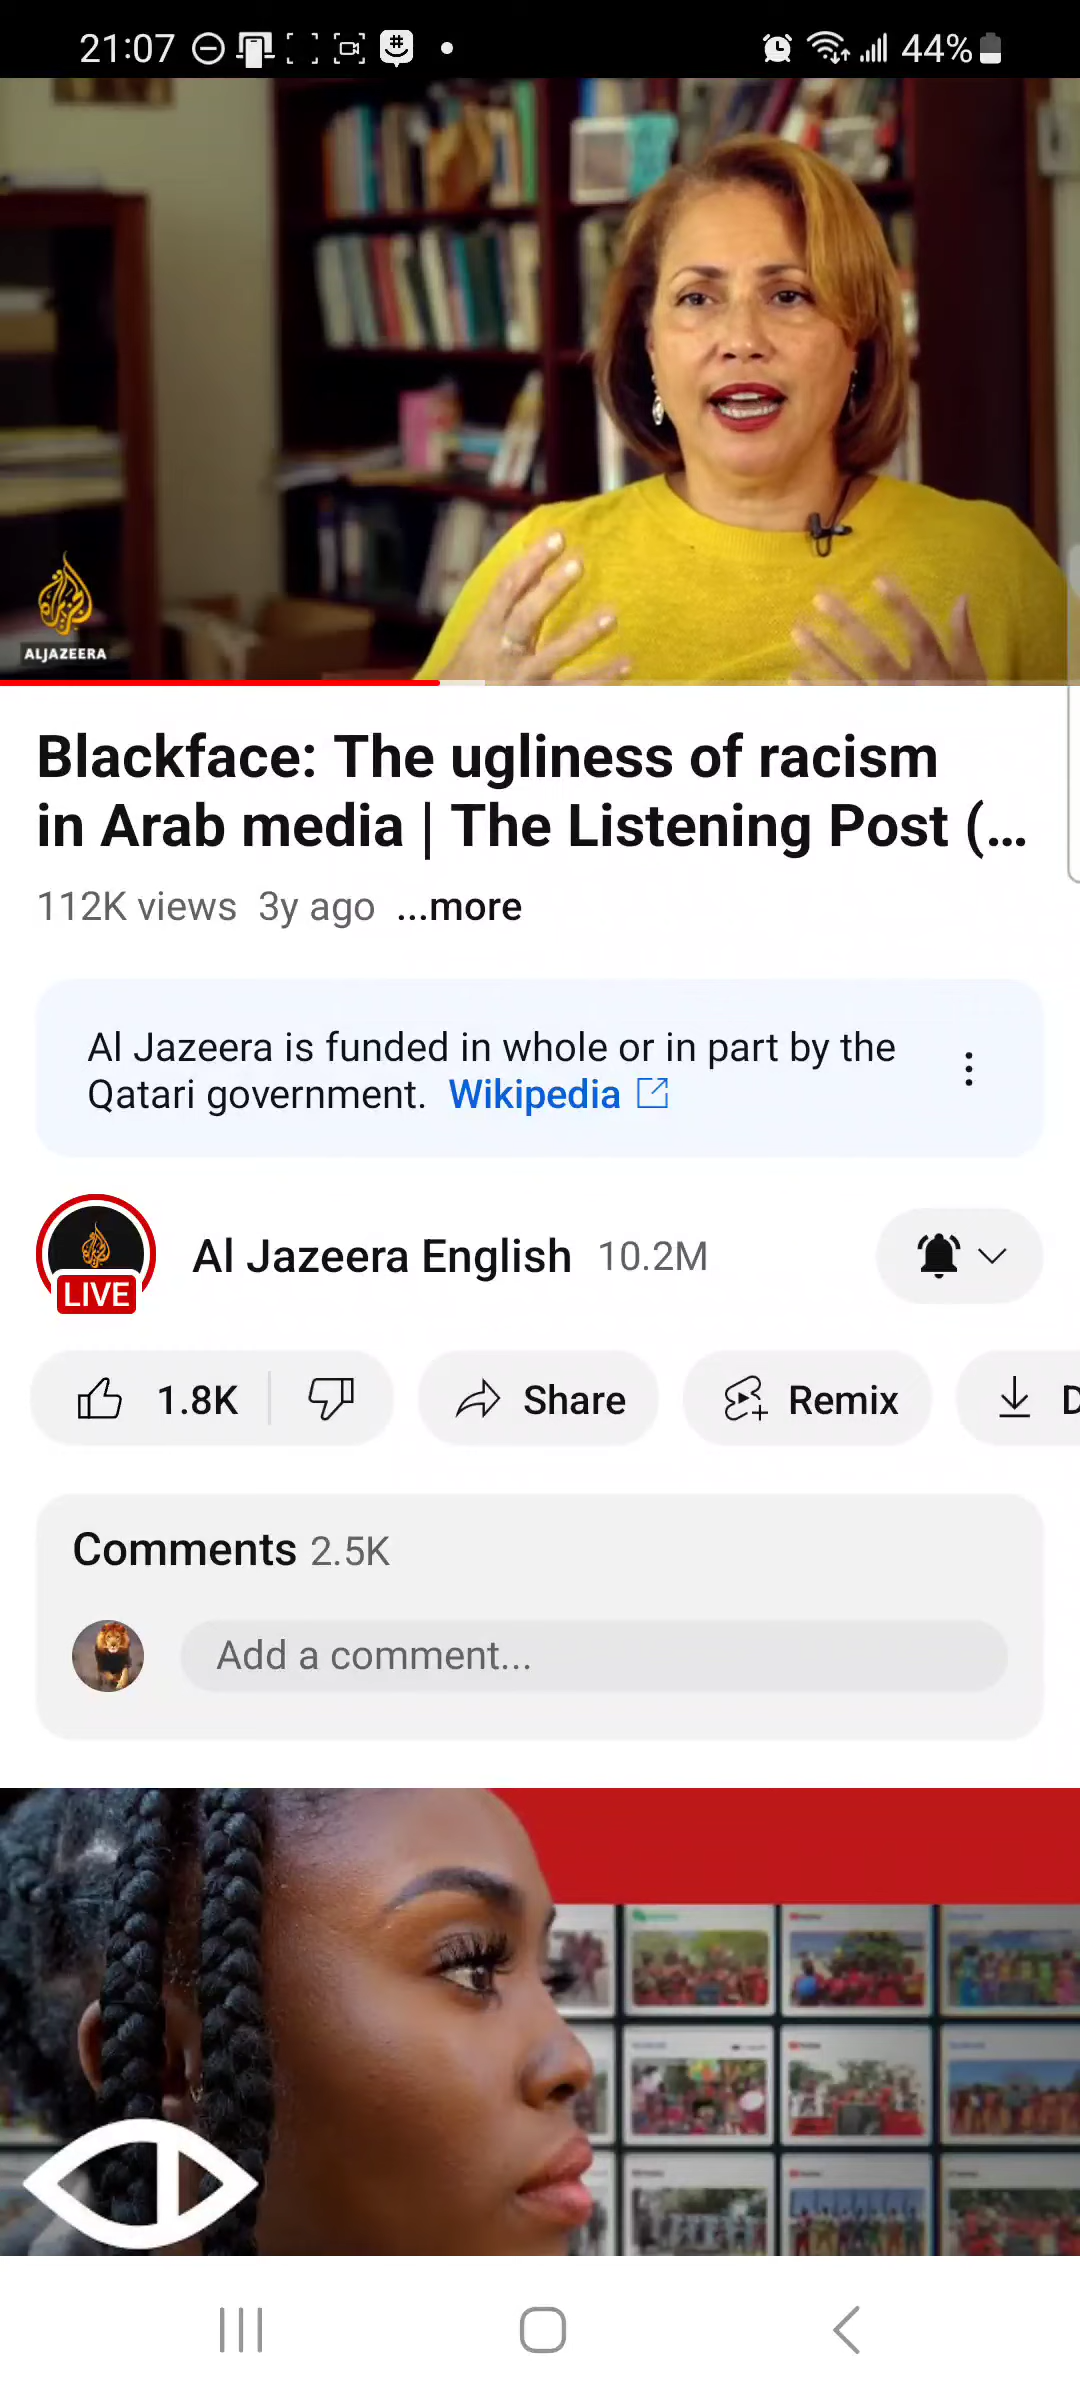 21:07
44%
ALJAZEERA
Blackface: The ugliness of racism
in Arab media | The Listening Post (...
112K views 3y ago ...more
Al Jazeera is funded in whole or in part by the
Qatari government. Wikipedia
Al Jazeera English 10.2M
LIVE
1.8K Share Remix D
Comments 2.5K
Add a comment...